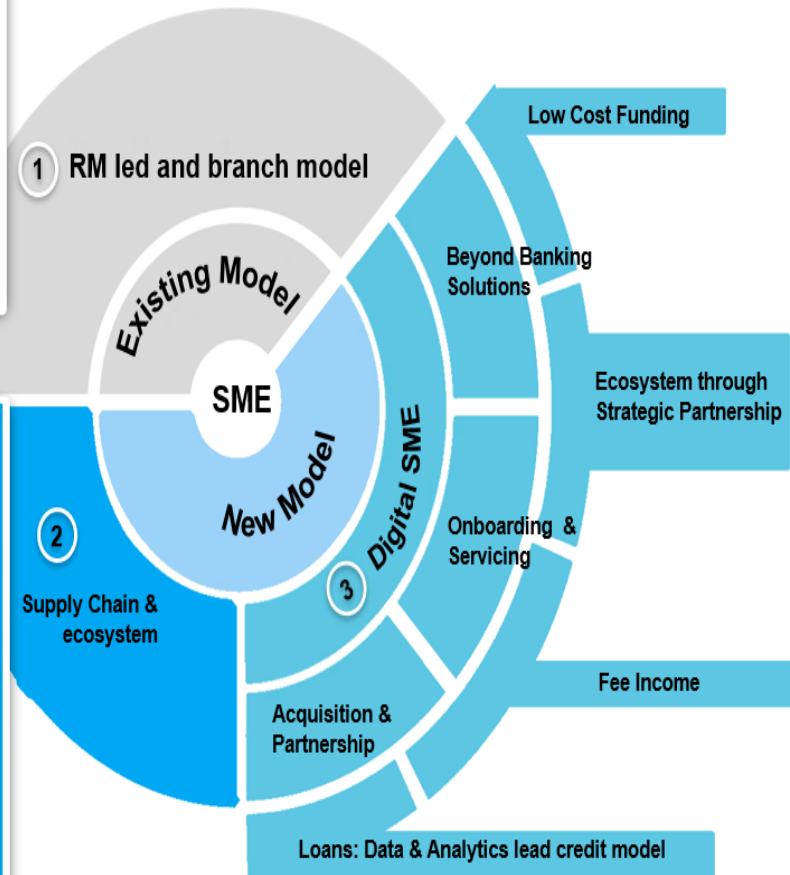 Low Cost Funding
1 RM led and branch model
Beyond Banking
Solutions
Existing Model
Ecosystem through
Strategic Partnership
SME
New Model
3 Digital SME
2
Supply Chain &
ecosystem
Onboarding &
Servicing
Fee Income
Acquisition &
Partnership
Loans: Data & Analytics lead credit model